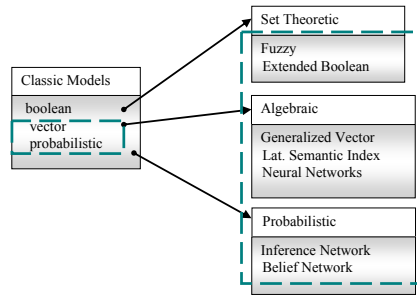 Set Theoretic
Fuzzy
Extended Boolean
Classic Models
boolean
vector
probabilistic
Algebraic
Generalized Vector
Lat. Semantic Index
Neural Networks
Probabilistic
Inference Network
Belief Network